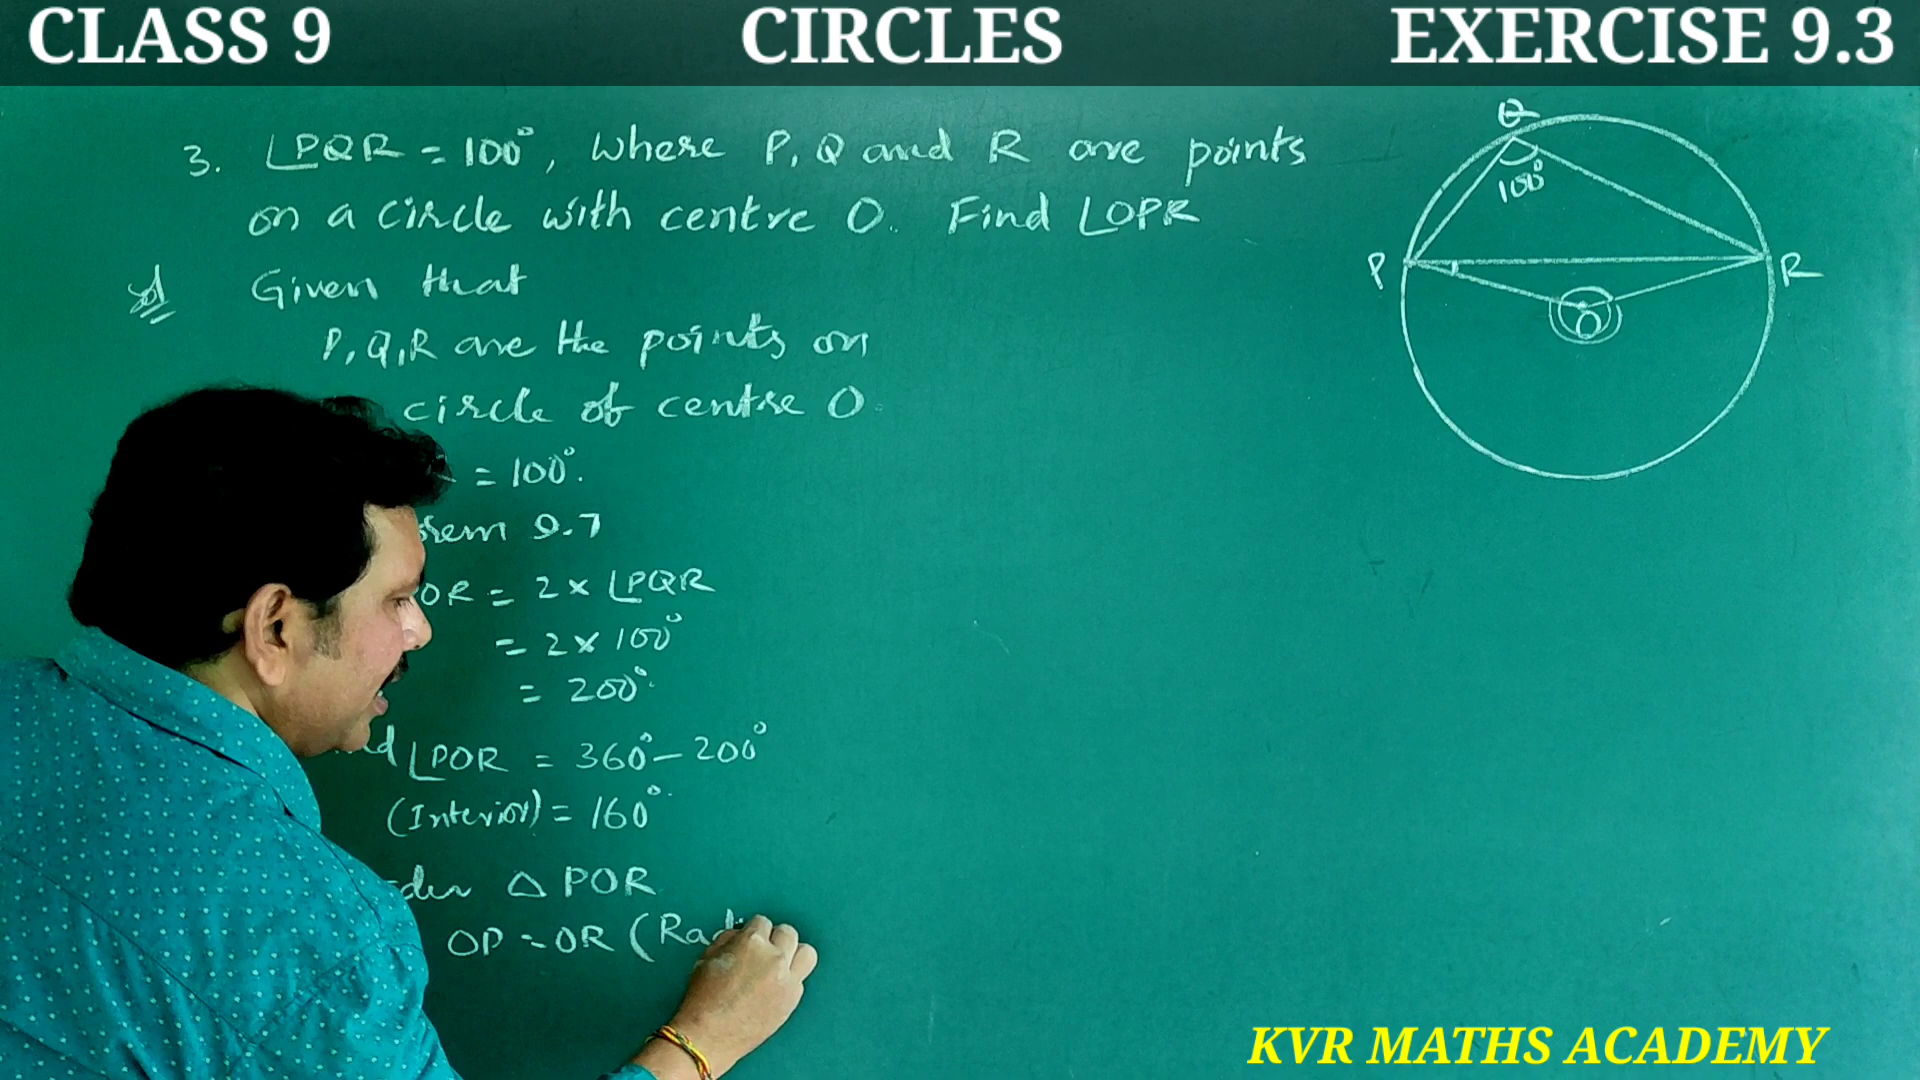 CLASS 9 CIRCLES EXERCISE 9.3
3. ∠PQR = 100°, Where P, Q and R are points
on a circle with centre O. Find ∠OPR
Sol Given that
P, Q, R are the points on
circle of centre O.
= 100°.
9.7
OR = 2 × ∠PQR
= 2 × 100°
= 200°.
∠POR = 360° – 200°
(Interior) = 160°.
△ POR
OP = OR (Radi
Q
100°
P
R
O
KVR MATHS ACADEMY